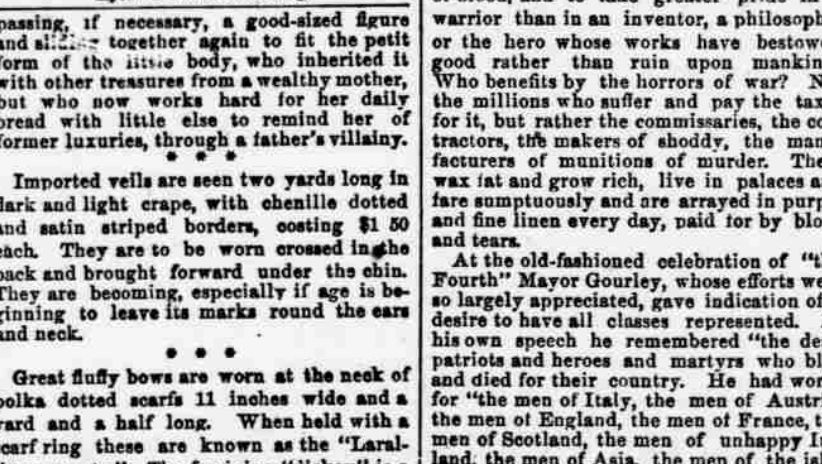 passing, if necessary, a good-sized figure
and together again to fit the petit
form of the little body, who inherited it
with other treasures from a wealthy mother,
but who now works hard for her daily
bread with little else to remind her of
former luxuries, through a father's villainy.
* * *
Imported veils are seen two yards long in
dark and light crape, with chenille dotted
and satin striped borders, costing $1 50
each. They are to be worn crossed in the
back and brought forward under the chin.
They are becoming, especially if age is be-
ginning to leave its marks round the ears
and neck.
* * *
Great fluffy bows are worn at the neck of
polka dotted scarfs 11 inches wide and a
yard and a half long. When held with a
scarf ring these are known as the "Laral-
warrior than in an inventor, a philosoph
or the hero whose works have bestow
good rather than ruin upon mankin
Who benefits by the horrors of war? N
the millions who suffer and pay the tax
for it, but rather the commissaries, the co
tractors, the makers of shoddy, the man
facturers of munitions of murder. The
wax fat and grow rich, live in palaces a
fare sumptuously and are arrayed in purp
and fine linen every day, paid for by blo
and tears.
At the old-fashioned celebration of "t
Fourth" Mayor Gourley, whose efforts we
so largely appreciated, gave indication of
desire to have all classes represented.
his own speech he remembered "the de
patriots and heroes and martyrs who bl
and died for their country. He had wor
for "the men of Italy, the men of Austri
the men of England, the men of France, t
men of Scotland, the men of unhappy I
land, the men of Asia, the men of the isl